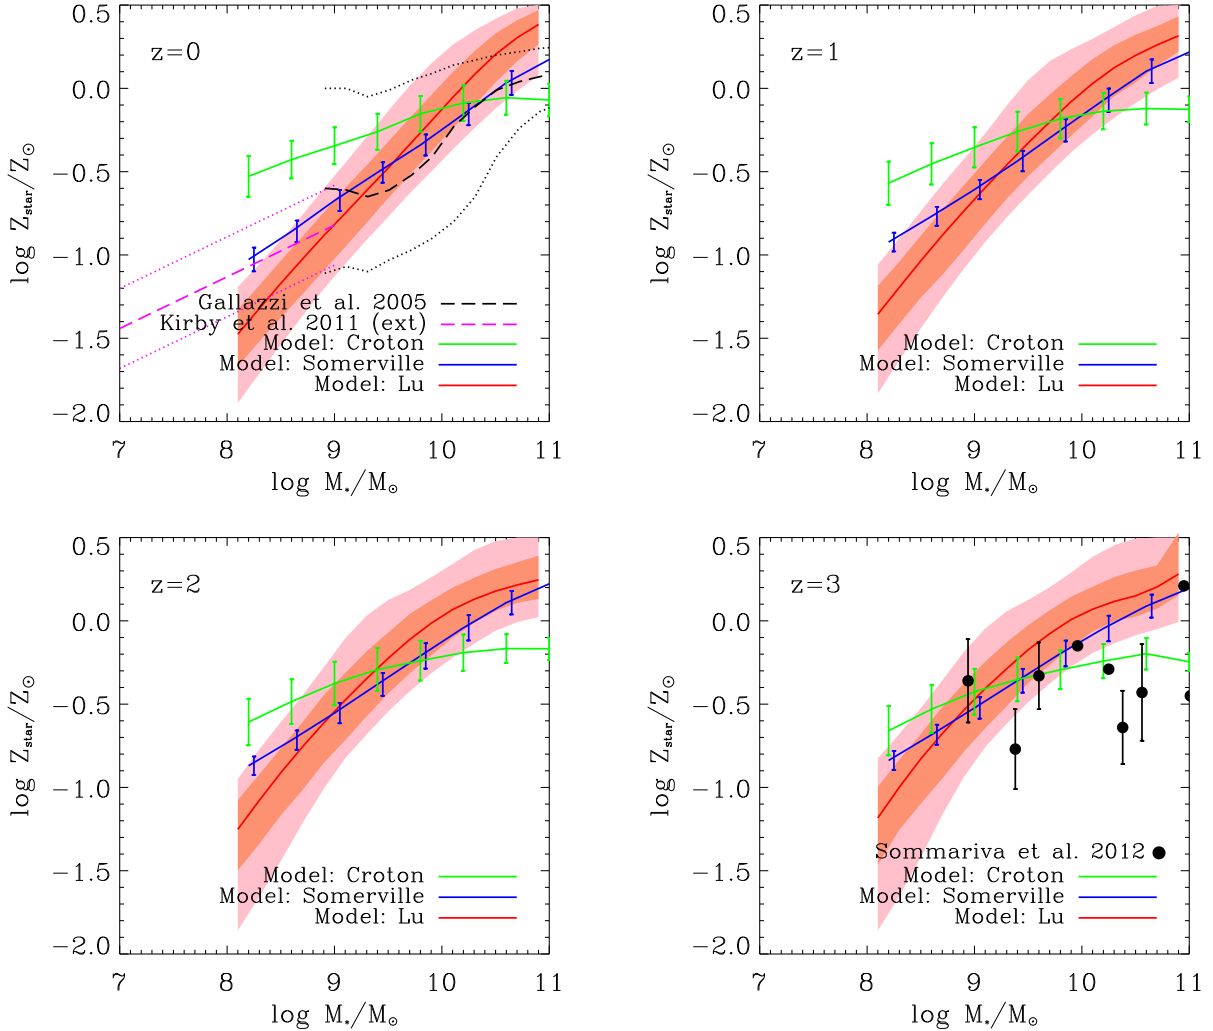 0.5
0.0
−0.5
−1.0
−1.5
−2.0
log Z_star/Z_⊙
z=0
Gallazzi et al. 2005
Kirby et al. 2011 (ext)
Model: Croton
Model: Somerville
Model: Lu
7 8 9 10 11
log M_*/M_⊙
0.5
0.0
−0.5
−1.0
−1.5
−2.0
log Z_star/Z_⊙
z=1
Model: Croton
Model: Somerville
Model: Lu
7 8 9 10 11
log M_*/M_⊙
0.5
0.0
−0.5
−1.0
−1.5
−2.0
log Z_star/Z_⊙
z=2
Model: Croton
Model: Somerville
Model: Lu
7 8 9 10 11
log M_*/M_⊙
0.5
0.0
−0.5
−1.0
−1.5
−2.0
log Z_star/Z_⊙
z=3
Sommariva et al. 2012
Model: Croton
Model: Somerville
Model: Lu
7 8 9 10 11
log M_*/M_⊙